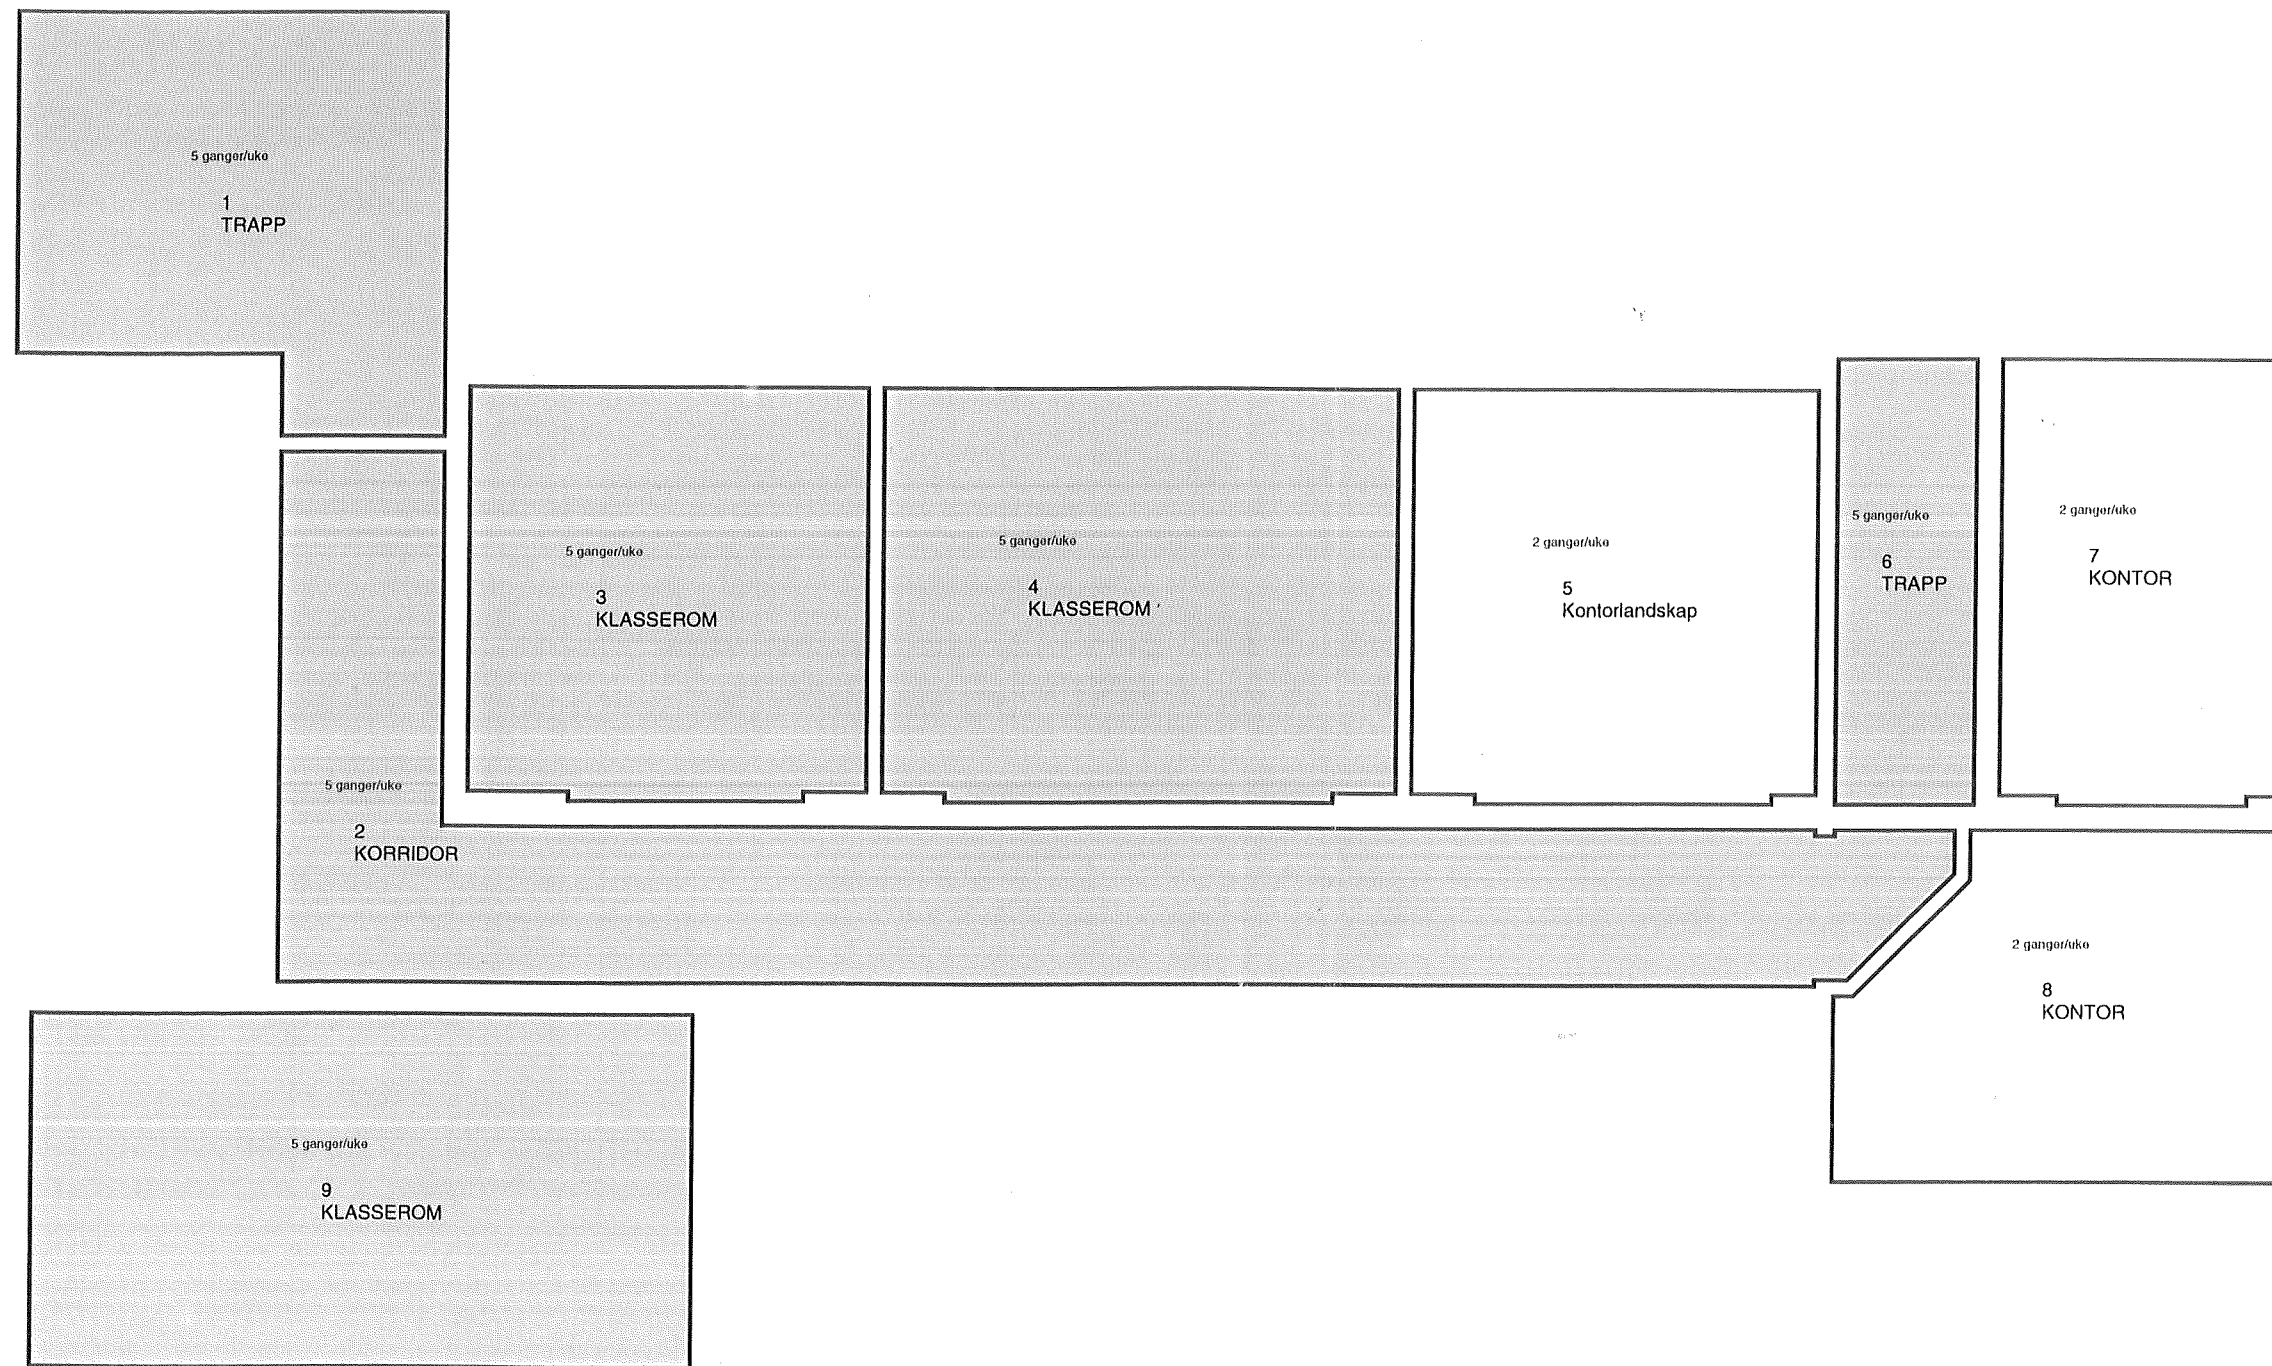 5 ganger/uke
1
TRAPP
5 ganger/uke
3
KLASSEROM
5 ganger/uke
4
KLASSEROM
2 ganger/uke
5
Kontorlandskap
5 ganger/uke
6
TRAPP
2 ganger/uke
7
KONTOR
5 ganger/uke
2
KORRIDOR
2 ganger/uke
8
KONTOR
5 ganger/uke
9
KLASSEROM